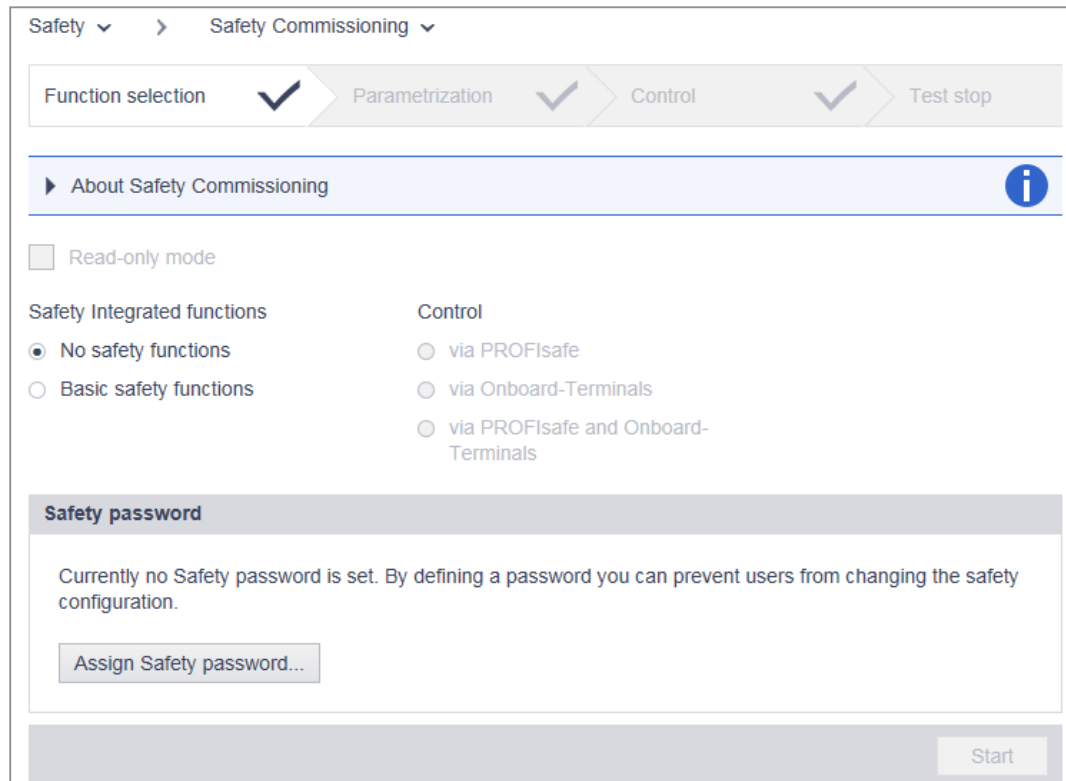 Safety > Safety Commissioning
Function selection Parametrization Control Test stop
About Safety Commissioning
Read-only mode
Safety Integrated functions Control
No safety functions via PROFIsafe
Basic safety functions via Onboard-Terminals
via PROFIsafe and Onboard-
Terminals
Safety password
Currently no Safety password is set. By defining a password you can prevent users from changing the safety
configuration.
Assign Safety password...
Start